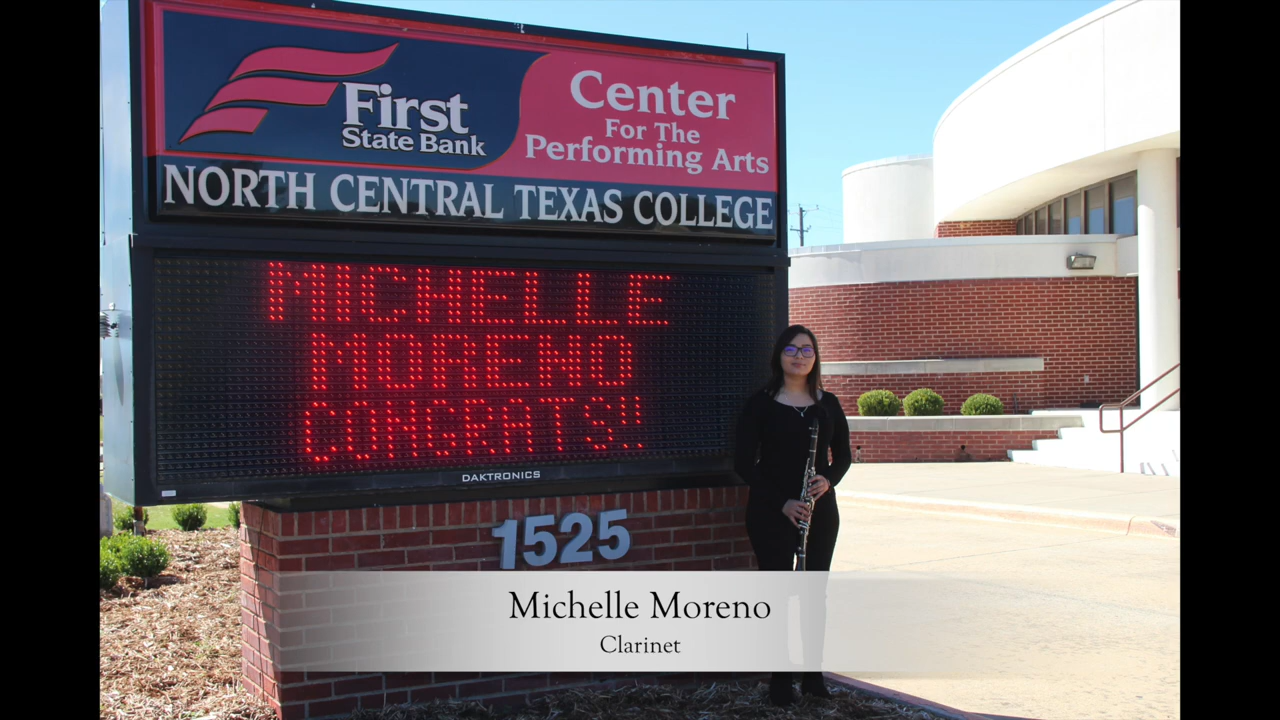 First
State Bank
Center
For The
Performing Arts
NORTH CENTRAL TEXAS COLLEGE
MICHELLE
MORENO
CONGRATS!!
DAKTRONICS
1525
Michelle Moreno
Clarinet